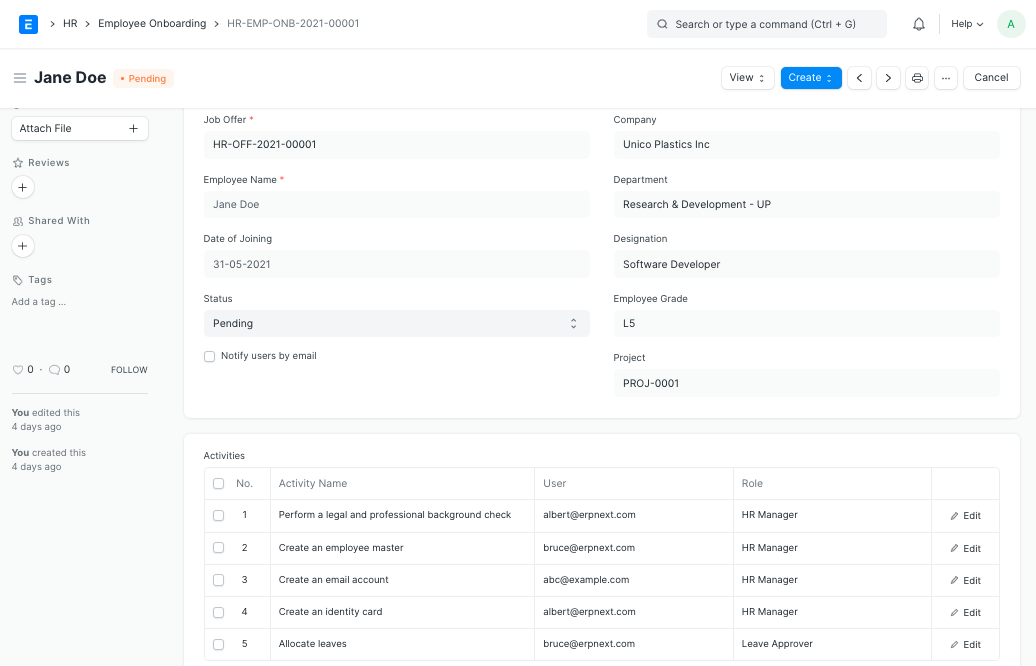 HR Employee Onboarding HR-EMP-ONB-2021-00001 Search or type a command (Ctrl + G) Help A
Jane Doe Pending View Create ... Cancel
Attach File
Reviews
Shared With
Tags
Add a tag ...
0 · 0 FOLLOW
You edited this
4 days ago
You created this
4 days ago
Job Offer *
HR-OFF-2021-00001
Company
Unico Plastics Inc
Employee Name *
Jane Doe
Department
Research & Development - UP
Date of Joining
31-05-2021
Designation
Software Developer
Status
Pending
Employee Grade
L5
Notify users by email
Project
PROJ-0001
Activities
No. Activity Name User Role
1 Perform a legal and professional background check albert@erpnext.com HR Manager Edit
2 Create an employee master bruce@erpnext.com HR Manager Edit
3 Create an email account abc@example.com HR Manager Edit
4 Create an identity card albert@erpnext.com HR Manager Edit
5 Allocate leaves bruce@erpnext.com Leave Approver Edit